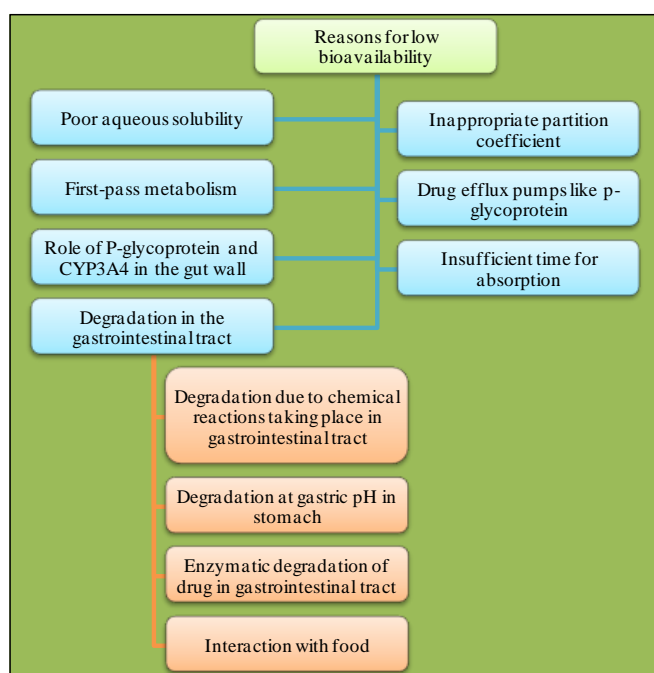 Reasons for low
bioavailability
Poor aqueous solubility
Inappropriate partition
coefficient
First-pass metabolism
Drug efflux pumps like p-
glycoprotein
Role of P-glycoprotein and
CYP3A4 in the gut wall
Insufficient time for
absorption
Degradation in the
gastrointestinal tract
Degradation due to chemical
reactions taking place in
gastrointestinal tract
Degradation at gastric pH in
stomach
Enzymatic degradation of
drug in gastrointestinal tract
Interaction with food